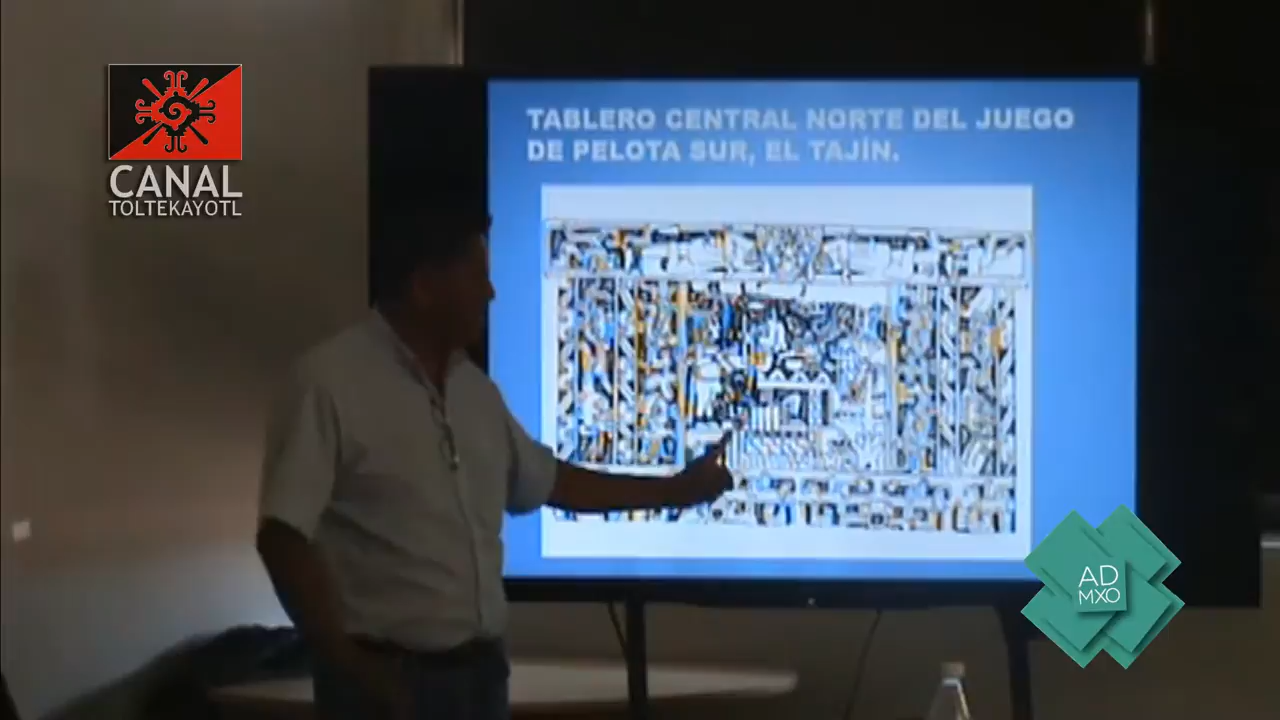 CANAL
TOLTEKAYOTL
TABLERO CENTRAL NORTE DEL JUEGO
DE PELOTA SUR, EL TAJÍN.
AD
MXO